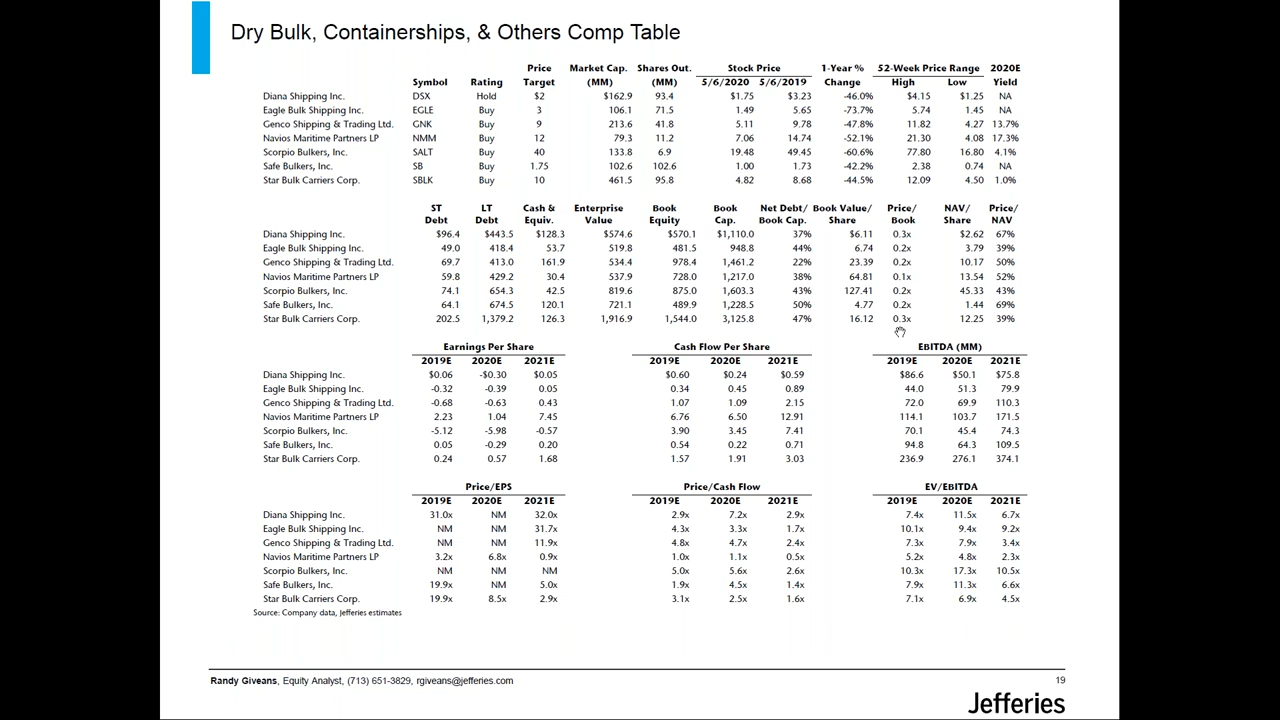 Dry Bulk, Containerships, & Others Comp Table
Price Market Cap. Shares Out. Stock Price 1-Year % 52-Week Price Range 2020E
Symbol Rating Target (MM) (MM) 5/6/2020 5/6/2019 Change High Low Yield
Diana Shipping Inc. DSX Hold $2 $162.9 93.4 $1.75 $3.23 -46.0% $4.15 $1.25 NA
Eagle Bulk Shipping Inc. EGLE Buy 3 106.1 71.5 1.49 5.65 -73.7% 5.74 1.45 NA
Genco Shipping & Trading Ltd. GNK Buy 9 213.6 41.8 5.11 9.78 -47.8% 11.82 4.27 13.7%
Navios Maritime Partners LP NMM Buy 12 79.3 11.2 7.06 14.74 -52.1% 21.30 4.08 17.3%
Scorpio Bulkers, Inc. SALT Buy 40 133.8 6.9 19.48 49.45 -60.6% 77.80 16.80 4.1%
Safe Bulkers, Inc. SB Buy 1.75 102.6 102.6 1.00 1.73 -42.2% 2.38 0.74 NA
Star Bulk Carriers Corp. SBLK Buy 10 461.5 95.8 4.82 8.68 -44.5% 12.09 4.50 1.0%
ST LT Cash & Enterprise Book Book Net Debt/ Book Value/ Price/ NAV/ Price/
Debt Debt Equiv. Value Equity Cap. Book Cap. Share Book Share NAV
Diana Shipping Inc. $96.4 $443.5 $128.3 $574.6 $570.1 $1,110.0 37% $6.11 0.3x $2.62 67%
Eagle Bulk Shipping Inc. 49.0 418.4 53.7 519.8 481.5 948.8 44% 6.74 0.2x 3.79 39%
Genco Shipping & Trading Ltd. 69.7 413.0 161.9 534.4 978.4 1,461.2 22% 23.39 0.2x 10.17 50%
Navios Maritime Partners LP 59.8 429.2 30.4 537.9 728.0 1,217.0 38% 64.81 0.1x 13.54 52%
Scorpio Bulkers, Inc. 74.1 654.3 42.5 819.6 875.0 1,603.3 43% 127.41 0.2x 45.33 43%
Safe Bulkers, Inc. 64.1 674.5 120.1 721.1 489.9 1,228.5 50% 4.77 0.2x 1.44 69%
Star Bulk Carriers Corp. 202.5 1,379.2 126.3 1,916.9 1,544.0 3,125.8 47% 16.12 0.3x 12.25 39%
Earnings Per Share Cash Flow Per Share EBITDA (MM)
2019E 2020E 2021E 2019E 2020E 2021E 2019E 2020E 2021E
Diana Shipping Inc. $0.06 -$0.30 $0.05 $0.60 $0.24 $0.59 $86.6 $50.1 $75.8
Eagle Bulk Shipping Inc. -0.32 -0.39 0.05 0.34 0.45 0.89 44.0 51.3 79.9
Genco Shipping & Trading Ltd. -0.68 -0.63 0.43 1.07 1.09 2.15 72.0 69.9 110.3
Navios Maritime Partners LP 2.23 1.04 7.45 6.76 6.50 12.91 114.1 103.7 171.5
Scorpio Bulkers, Inc. -5.12 -5.98 -0.57 3.90 3.45 7.41 70.1 45.4 74.3
Safe Bulkers, Inc. 0.05 -0.29 0.20 0.54 0.22 0.71 94.8 64.3 109.5
Star Bulk Carriers Corp. 0.24 0.57 1.68 1.57 1.91 3.03 236.9 276.1 374.1
Price/EPS Price/Cash Flow EV/EBITDA
2019E 2020E 2021E 2019E 2020E 2021E 2019E 2020E 2021E
Diana Shipping Inc. 31.0x NM 32.0x 2.9x 7.2x 2.9x 7.4x 11.5x 6.7x
Eagle Bulk Shipping Inc. NM NM 31.7x 4.3x 3.3x 1.7x 10.1x 9.4x 9.2x
Genco Shipping & Trading Ltd. NM NM 11.9x 4.8x 4.7x 2.4x 7.3x 7.9x 3.4x
Navios Maritime Partners LP 3.2x 6.8x 0.9x 1.0x 1.1x 0.5x 5.2x 4.8x 2.3x
Scorpio Bulkers, Inc. NM NM NM 5.0x 5.6x 2.6x 10.3x 17.3x 10.5x
Safe Bulkers, Inc. 19.9x NM 5.0x 1.9x 4.5x 1.4x 7.9x 11.3x 6.6x
Star Bulk Carriers Corp. 19.9x 8.5x 2.9x 3.1x 2.5x 1.6x 7.1x 6.9x 4.5x
Source: Company data, Jefferies estimates
Randy Giveans, Equity Analyst, (713) 651-3829, rgiveans@jefferies.com 19
Jefferies